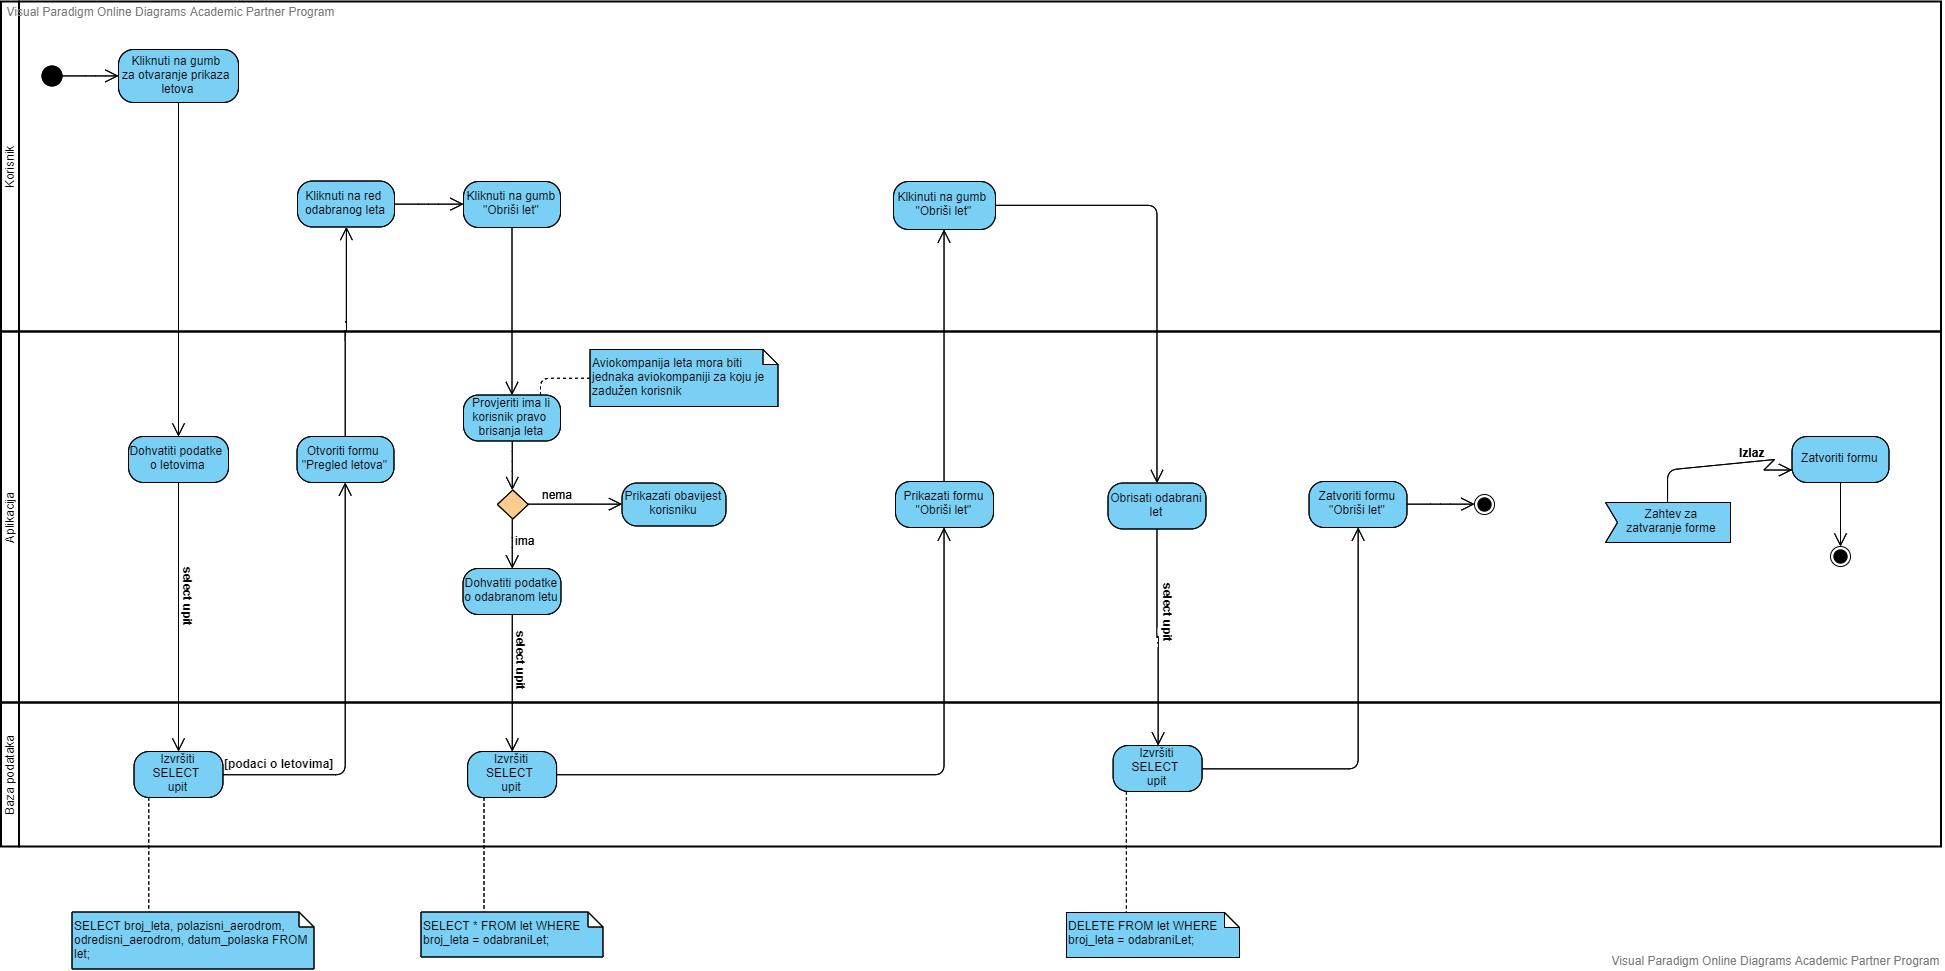 Visual Paradigm Online Diagrams Academic Partner Program
Korisnik
Kliknuti na gumb
za otvaranje prikaza
letova
Kliknuti na red
odabranog leta
Kliknuti na gumb
"Obriši let"
Klkinuti na gumb
"Obriši let"
Aplikacija
Aviokompanija leta mora biti
jednaka aviokompaniji za koju je
zadužen korisnik
Provjeriti ima li
korisnik pravo
brisanja leta
Dohvatiti podatke
o letovima
Otvoriti formu
"Pregled letova"
nema
Prikazati obavijest
korisniku
ima
Dohvatiti podatke
o odabranom letu
Prikazati formu
"Obriši let"
Obrisati odabrani
let
Zatvoriti formu
"Obriši let"
Izlaz
Zatvoriti formu
Zahtev za
zatvaranje forme
select upit
select upit
select upit
Baza podataka
Izvršiti
SELECT
upit
[podaci o letovima]
Izvršiti
SELECT
upit
Izvršiti
SELECT
upit
SELECT broj_leta, polazisni_aerodrom,
odredisni_aerodrom, datum_polaska FROM
let;
SELECT * FROM let WHERE
broj_leta = odabraniLet;
DELETE FROM let WHERE
broj_leta = odabraniLet;
Visual Paradigm Online Diagrams Academic Partner Program